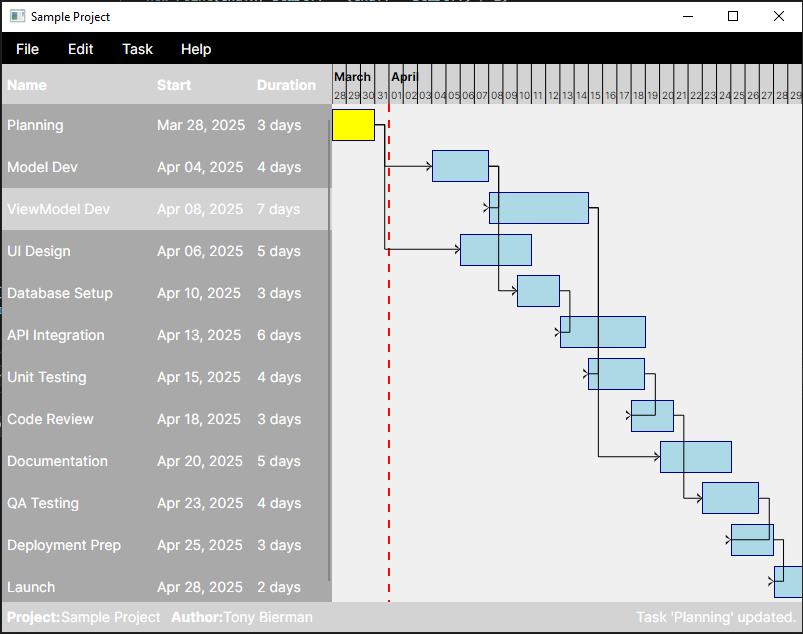 Sample Project
File Edit Task Help
Name Start Duration March April
28 29 30 31 01 02 03 04 05 06 07 08 09 10 11 12 13 14 15 16 17 18 19 20 21 22 23 24 25 26 27 28 29
Planning Mar 28, 2025 3 days
Model Dev Apr 04, 2025 4 days
ViewModel Dev Apr 08, 2025 7 days
UI Design Apr 06, 2025 5 days
Database Setup Apr 10, 2025 3 days
API Integration Apr 13, 2025 6 days
Unit Testing Apr 15, 2025 4 days
Code Review Apr 18, 2025 3 days
Documentation Apr 20, 2025 5 days
QA Testing Apr 23, 2025 4 days
Deployment Prep Apr 25, 2025 3 days
Launch Apr 28, 2025 2 days
Project:Sample Project Author:Tony Bierman Task 'Planning' updated.